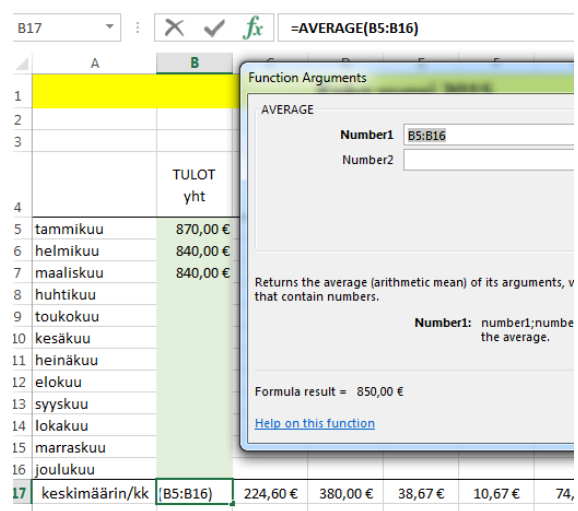 B17 =AVERAGE(B5:B16)
A B
Function Arguments
AVERAGE
Number1 B5:B16
Number2
Returns the average (arithmetic mean) of its arguments, 
that contain numbers.
Number1: number1;numbe
the average.
Formula result = 850,00 €
Help on this function
1
2
3
4 TULOT
yht
5 tammikuu 870,00 €
6 helmikuu 840,00 €
7 maaliskuu 840,00 €
8 huhtikuu
9 toukokuu
10 kesäkuu
11 heinäkuu
12 elokuu
13 syyskuu
14 lokakuu
15 marraskuu
16 joulukuu
17 keskimäärin/kk (B5:B16) 224,60 € 380,00 € 38,67 € 10,67 € 74,